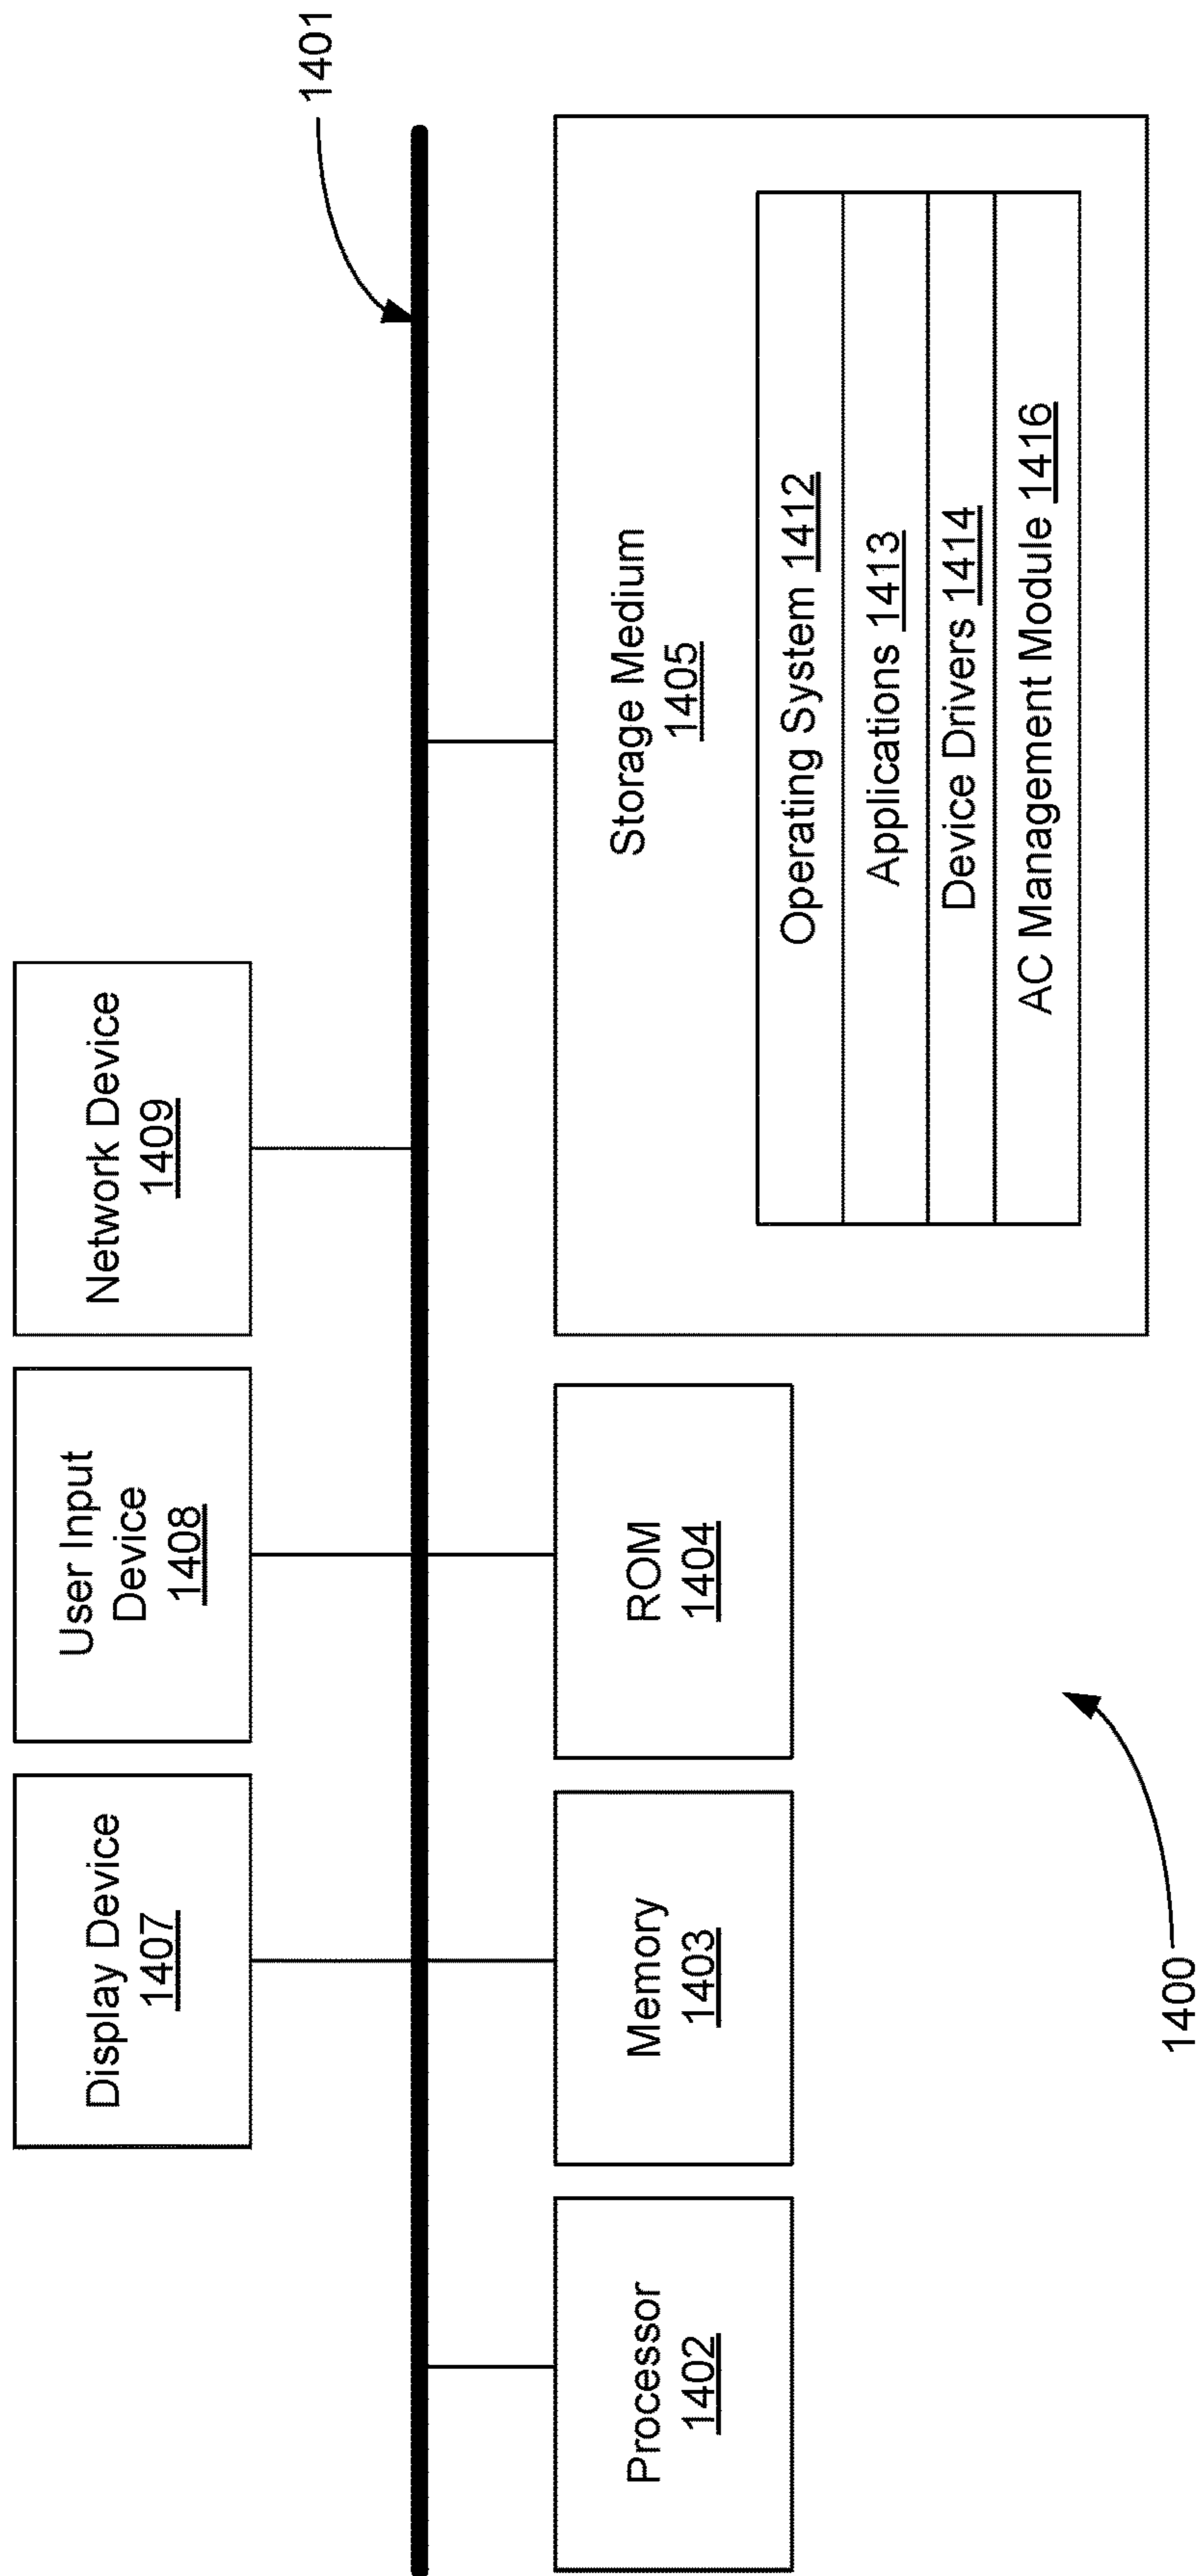 1401
Display Device
1407
User Input
Device
1408
Network Device
1409
Processor
1402
Memory
1403
ROM
1404
Storage Medium
1405
Operating System 1412
Applications 1413
Device Drivers 1414
AC Management Module 1416
1400